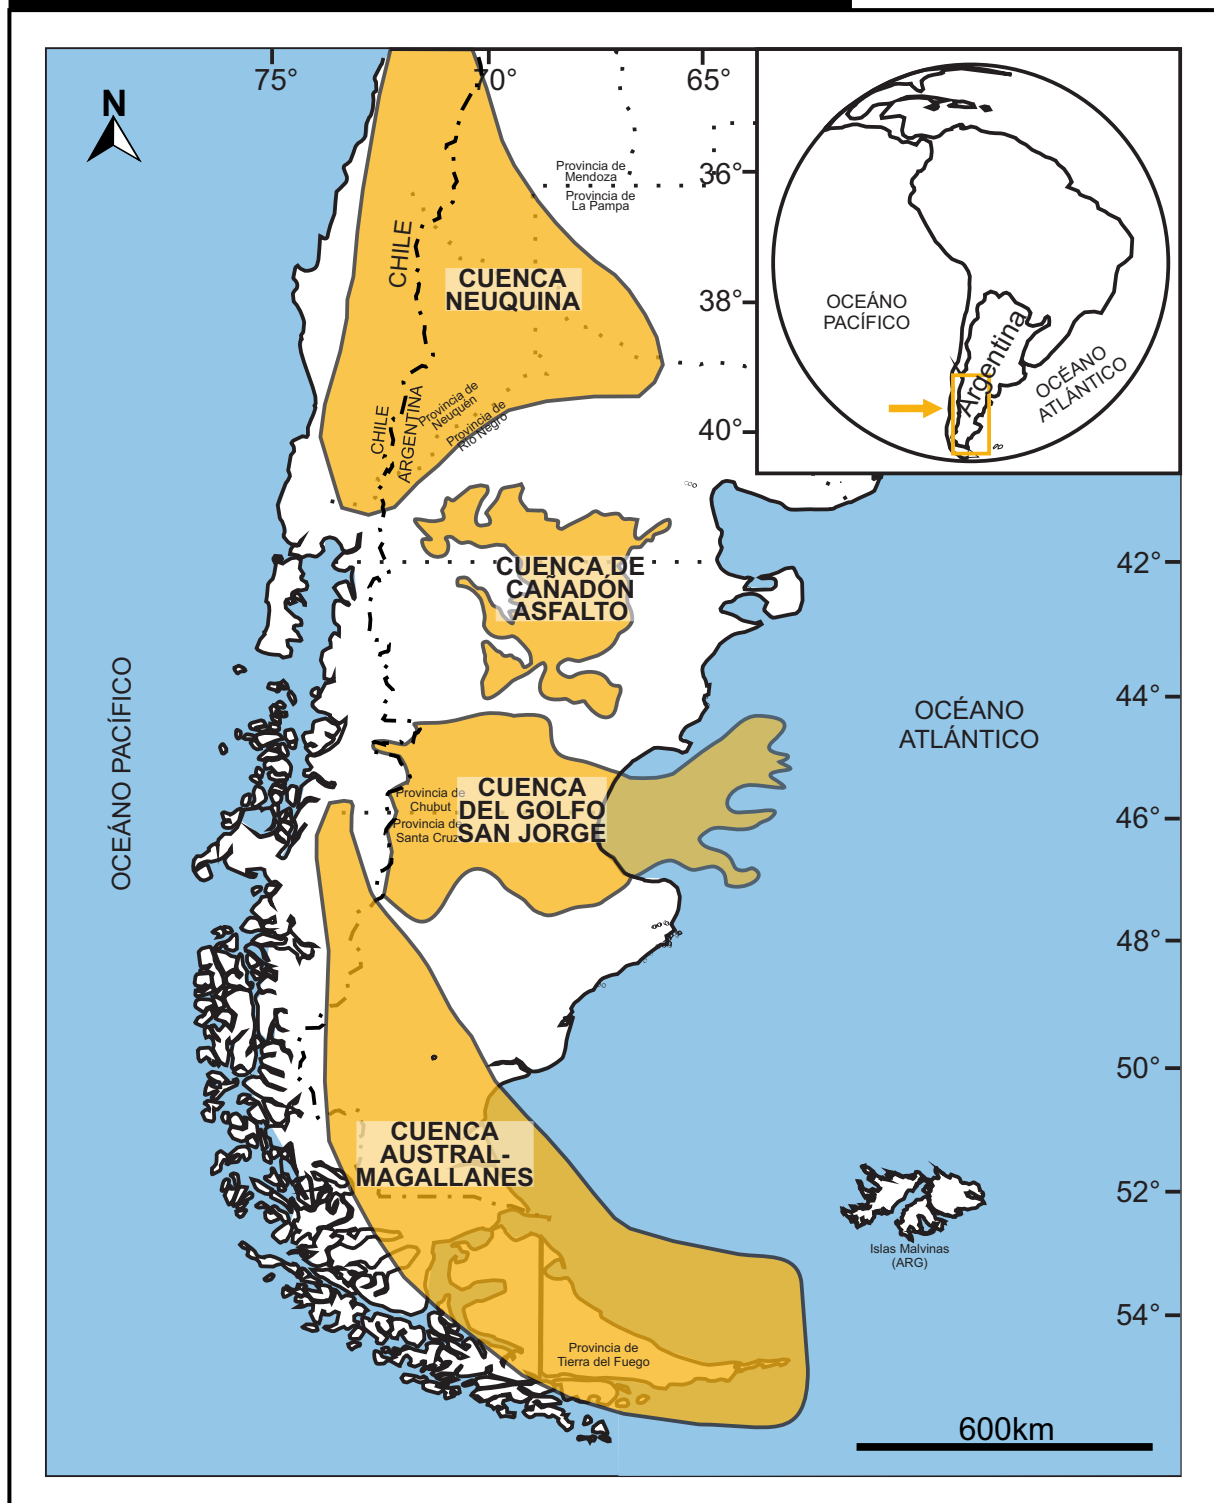 75°
70°
65°
N
36°
38°
40°
42°
44°
46°
48°
50°
52°
54°
Provincia de
Mendoza
Provincia de
La Pampa
CHILE
CUENCA
NEUQUINA
CHILE
ARGENTINA
Provincia de
Neuquén
Provincia de
Río Negro
OCEÁNO
PACÍFICO
Argentina
OCÉANO
ATLÁNTICO
CUENCA DE
CAÑADÓN
ASFALTO
OCEÁNO PACÍFICO
OCÉANO
ATLÁNTICO
CUENCA
DEL GOLFO
SAN JORGE
Provincia de
Chubut
Provincia de
Santa Cruz
CUENCA
AUSTRAL-
MAGALLANES
Islas Malvinas
(ARG)
Provincia de
Tierra del Fuego
600km